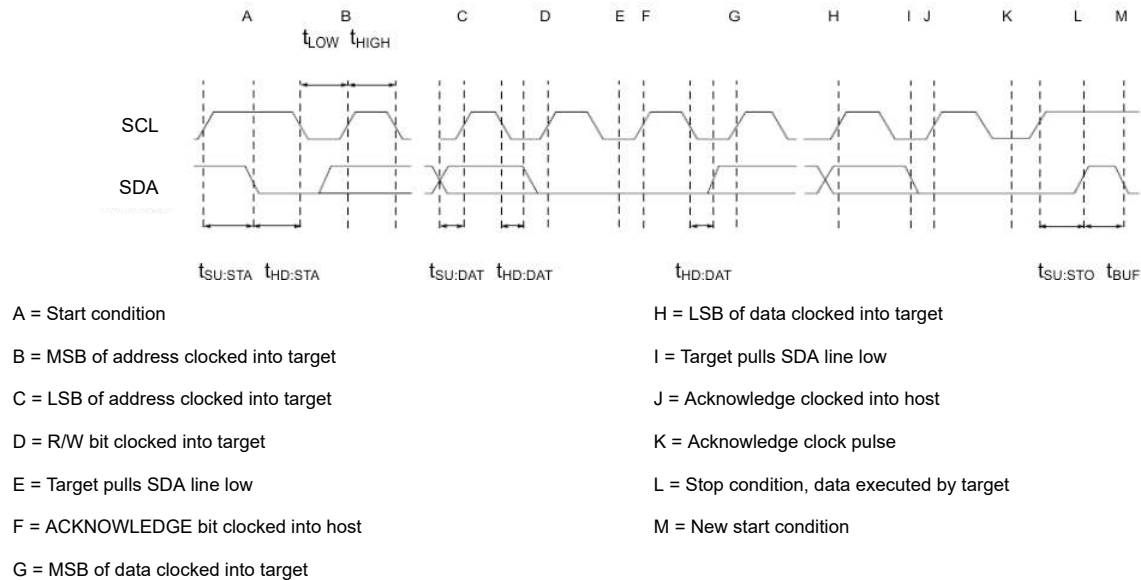 A B C D E F G H I J K L M
tLOW tHIGH
SCL
SDA
tSU:STA tHD:STA tSU:DAT tHD:DAT tHD:DAT tSU:STO tBUF
A = Start condition
B = MSB of address clocked into target
C = LSB of address clocked into target
D = R/W bit clocked into target
E = Target pulls SDA line low
F = ACKNOWLEDGE bit clocked into host
G = MSB of data clocked into target
H = LSB of data clocked into target
I = Target pulls SDA line low
J = Acknowledge clocked into host
K = Acknowledge clock pulse
L = Stop condition, data executed by target
M = New start condition